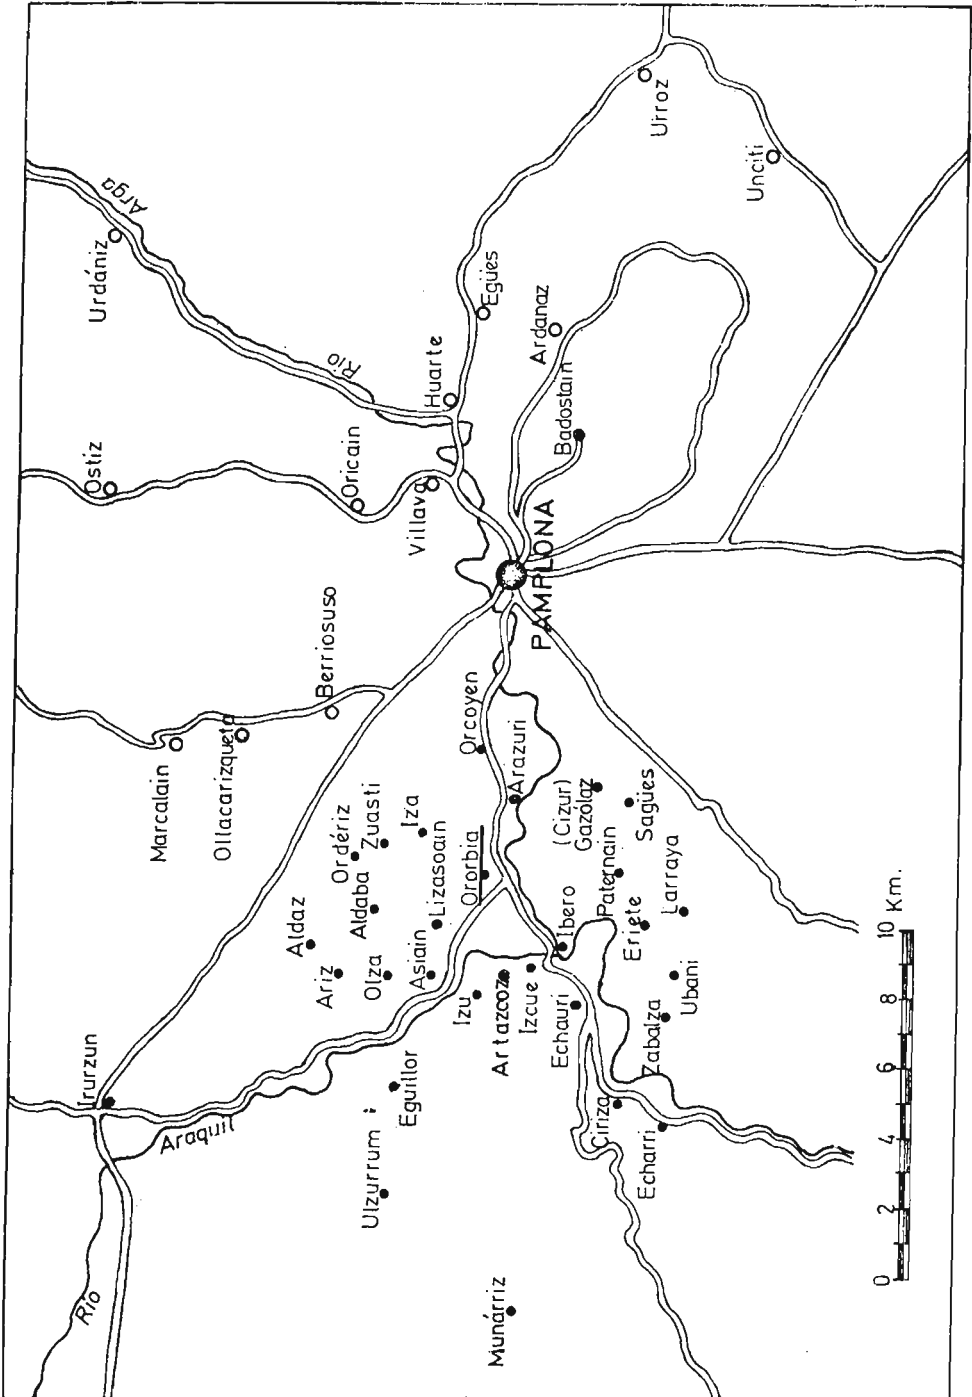 Río
Irurzun
Urdániz
Ostiz
Arga
Marcalain
Araquil
Ollacarizqueta
Aldaz
Ariz
Berriosuso
Ordériz
Río
Oricain
Aldaba
Zuasti
Ulzurrum
Olza
Iza
Eguillor
Asiain
Lizasoain
Villava
Huarte
Izu
Ororbia
Orcoyen
Egües
Munárriz
Artazcoz
Arazuri
Izcue
PAMPLONA
Ardanaz
Echauri
Ibero
(Cizur)
Gazólaz
Badostain
Ciriza
Paternain
Eriete
Sagües
Echarri
Zabalza
Larraya
Urroz
Ubani
Unciti
0 2 4 6 8 10 Km.